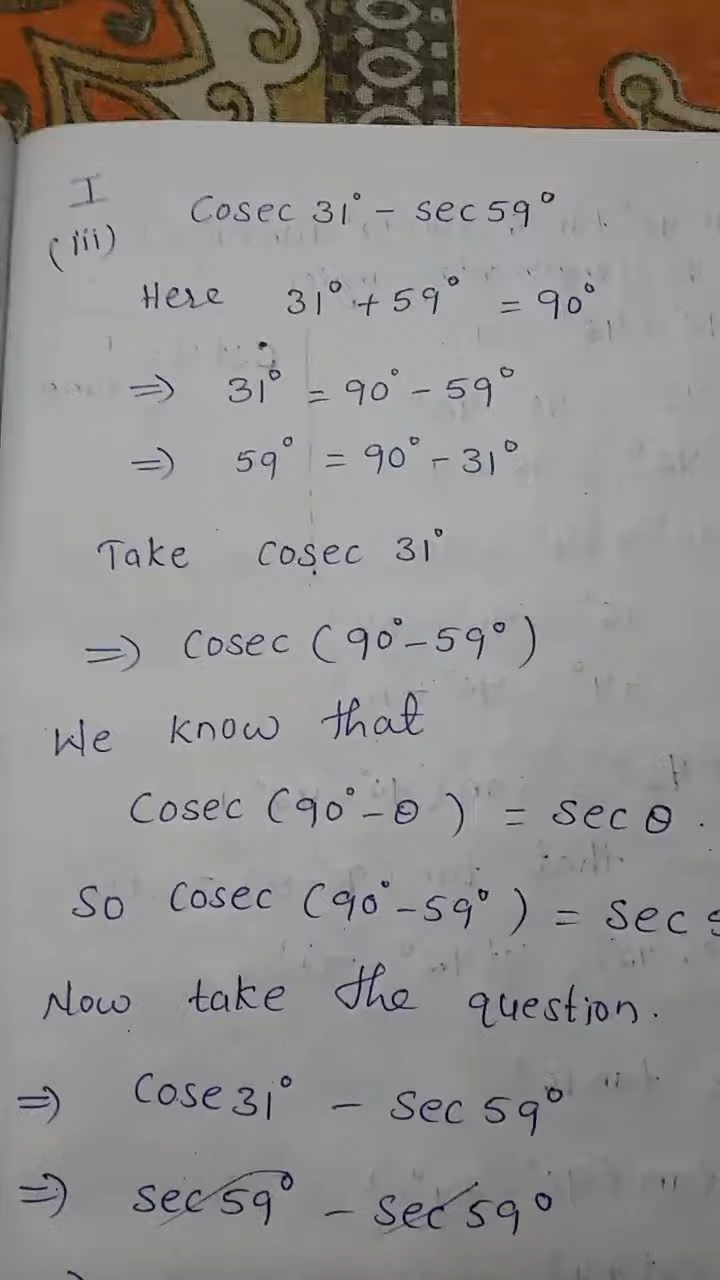 I
(iii) Cosec 31° - sec 59°
Here 31° + 59° = 90°
⇒ 31° = 90° - 59°
⇒ 59° = 90° - 31°
Take cosec 31°
⇒ cosec (90° - 59°)
We know that
Cosec (90° - θ) = sec θ.
So cosec (90° - 59°) = sec
Now take the question.
⇒ Cose 31° - sec 59°
⇒ sec 59° - sec 59°